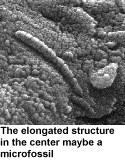 The elongated structure
in the center maybe a
microfossil